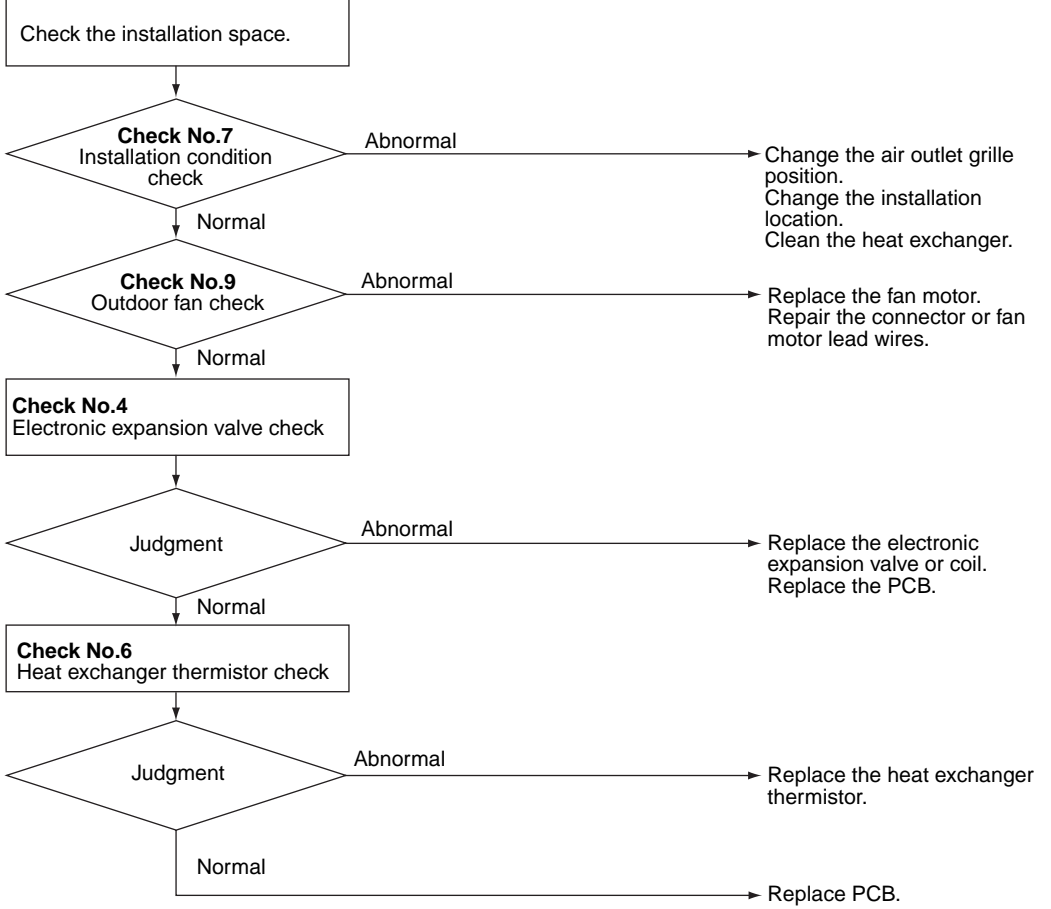 Check the installation space.
Check No.7
Installation condition
check
Abnormal
Change the air outlet grille
position.
Change the installation
location.
Clean the heat exchanger.
Normal
Check No.9
Outdoor fan check
Abnormal
Replace the fan motor.
Repair the connector or fan
motor lead wires.
Normal
Check No.4
Electronic expansion valve check
Judgment
Abnormal
Replace the electronic
expansion valve or coil.
Replace the PCB.
Normal
Check No.6
Heat exchanger thermistor check
Judgment
Abnormal
Replace the heat exchanger
thermistor.
Normal
Replace PCB.